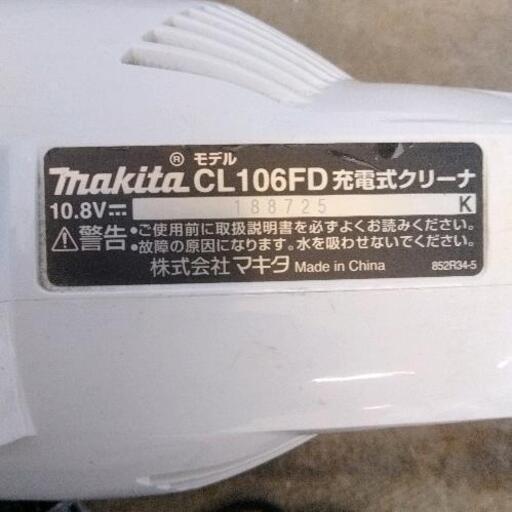 makita® モデル CL106FD 充電式クリーナ
10.8V⎓ 188725 K
⚠警告 •ご使用前に取扱説明書を必ずよくお読みください。
•故障の原因になります。水を吸わせないでください。
株式会社マキタ Made in China 852R34-5